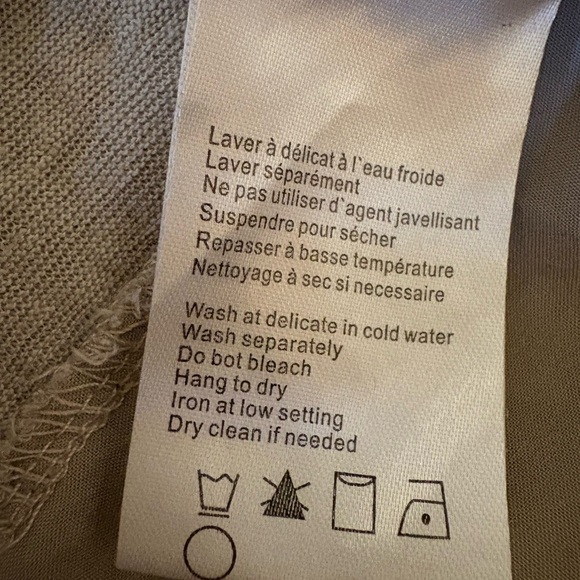 Laver à délicat à l`eau froide
Laver séparément
Ne pas utiliser d`agent javellisant
Suspendre pour sécher
Repasser à basse température
Nettoyage à sec si necessaire
Wash at delicate in cold water
Wash separately
Do bot bleach
Hang to dry
Iron at low setting
Dry clean if needed